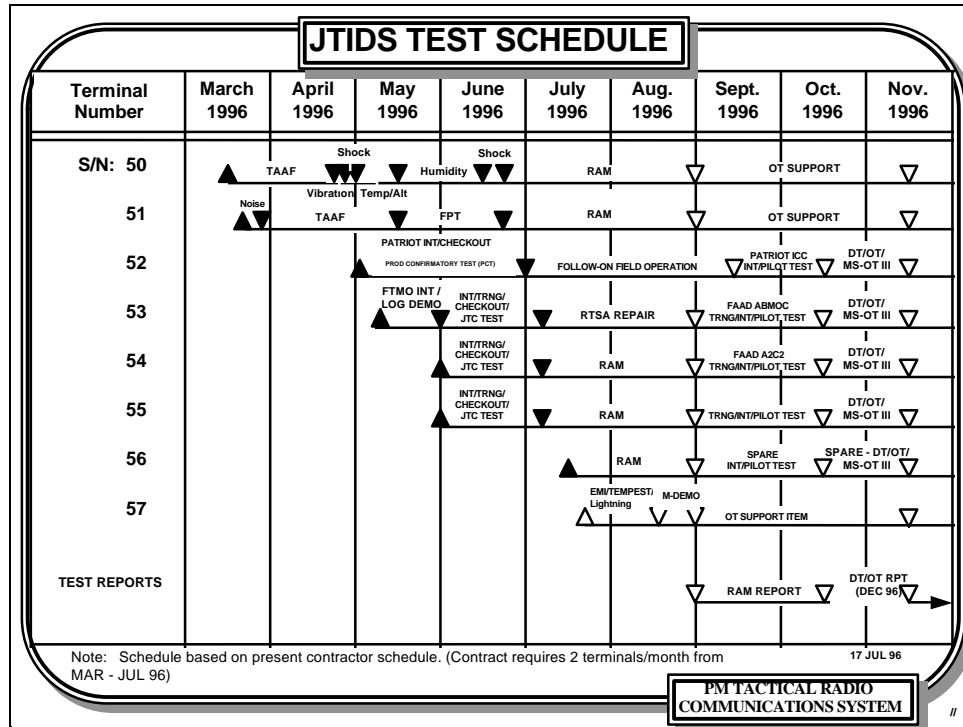 JTIDS TEST SCHEDULE
Terminal Number
March 1996
April 1996
May 1996
June 1996
July 1996
Aug. 1996
Sept. 1996
Oct. 1996
Nov. 1996
S/N: 50
TAAF
Shock
Vibration
Temp/Alt
Humidity
Shock
RAM
OT SUPPORT
51
Noise
TAAF
FPT
RAM
OT SUPPORT
52
PATRIOT INT/CHECKOUT
PROD CONFIRMATORY TEST (PCT)
FOLLOW-ON FIELD OPERATION
PATRIOT ICC
INT/PILOT TEST
DT/OT/
MS-OT III
53
FTMO INT /
LOG DEMO
INT/TRNG/
CHECKOUT/
JTC TEST
RTSA REPAIR
FAAD ABMOC
TRNG/INT/PILOT TEST
DT/OT/
MS-OT III
54
INT/TRNG/
CHECKOUT/
JTC TEST
RAM
FAAD A2C2
TRNG/INT/PILOT TEST
DT/OT/
MS-OT III
55
INT/TRNG/
CHECKOUT/
JTC TEST
RAM
TRNG/INT/PILOT TEST
DT/OT/
MS-OT III
56
RAM
SPARE
INT/PILOT TEST
SPARE - DT/OT/
MS-OT III
57
EMI/TEMPEST/
Lightning
M-DEMO
OT SUPPORT ITEM
TEST REPORTS
RAM REPORT
DT/OT RPT
(DEC 96)
Note: Schedule based on present contractor schedule. (Contract requires 2 terminals/month from
MAR - JUL 96)
17 JUL 96
PM TACTICAL RADIO
COMMUNICATIONS SYSTEM
//